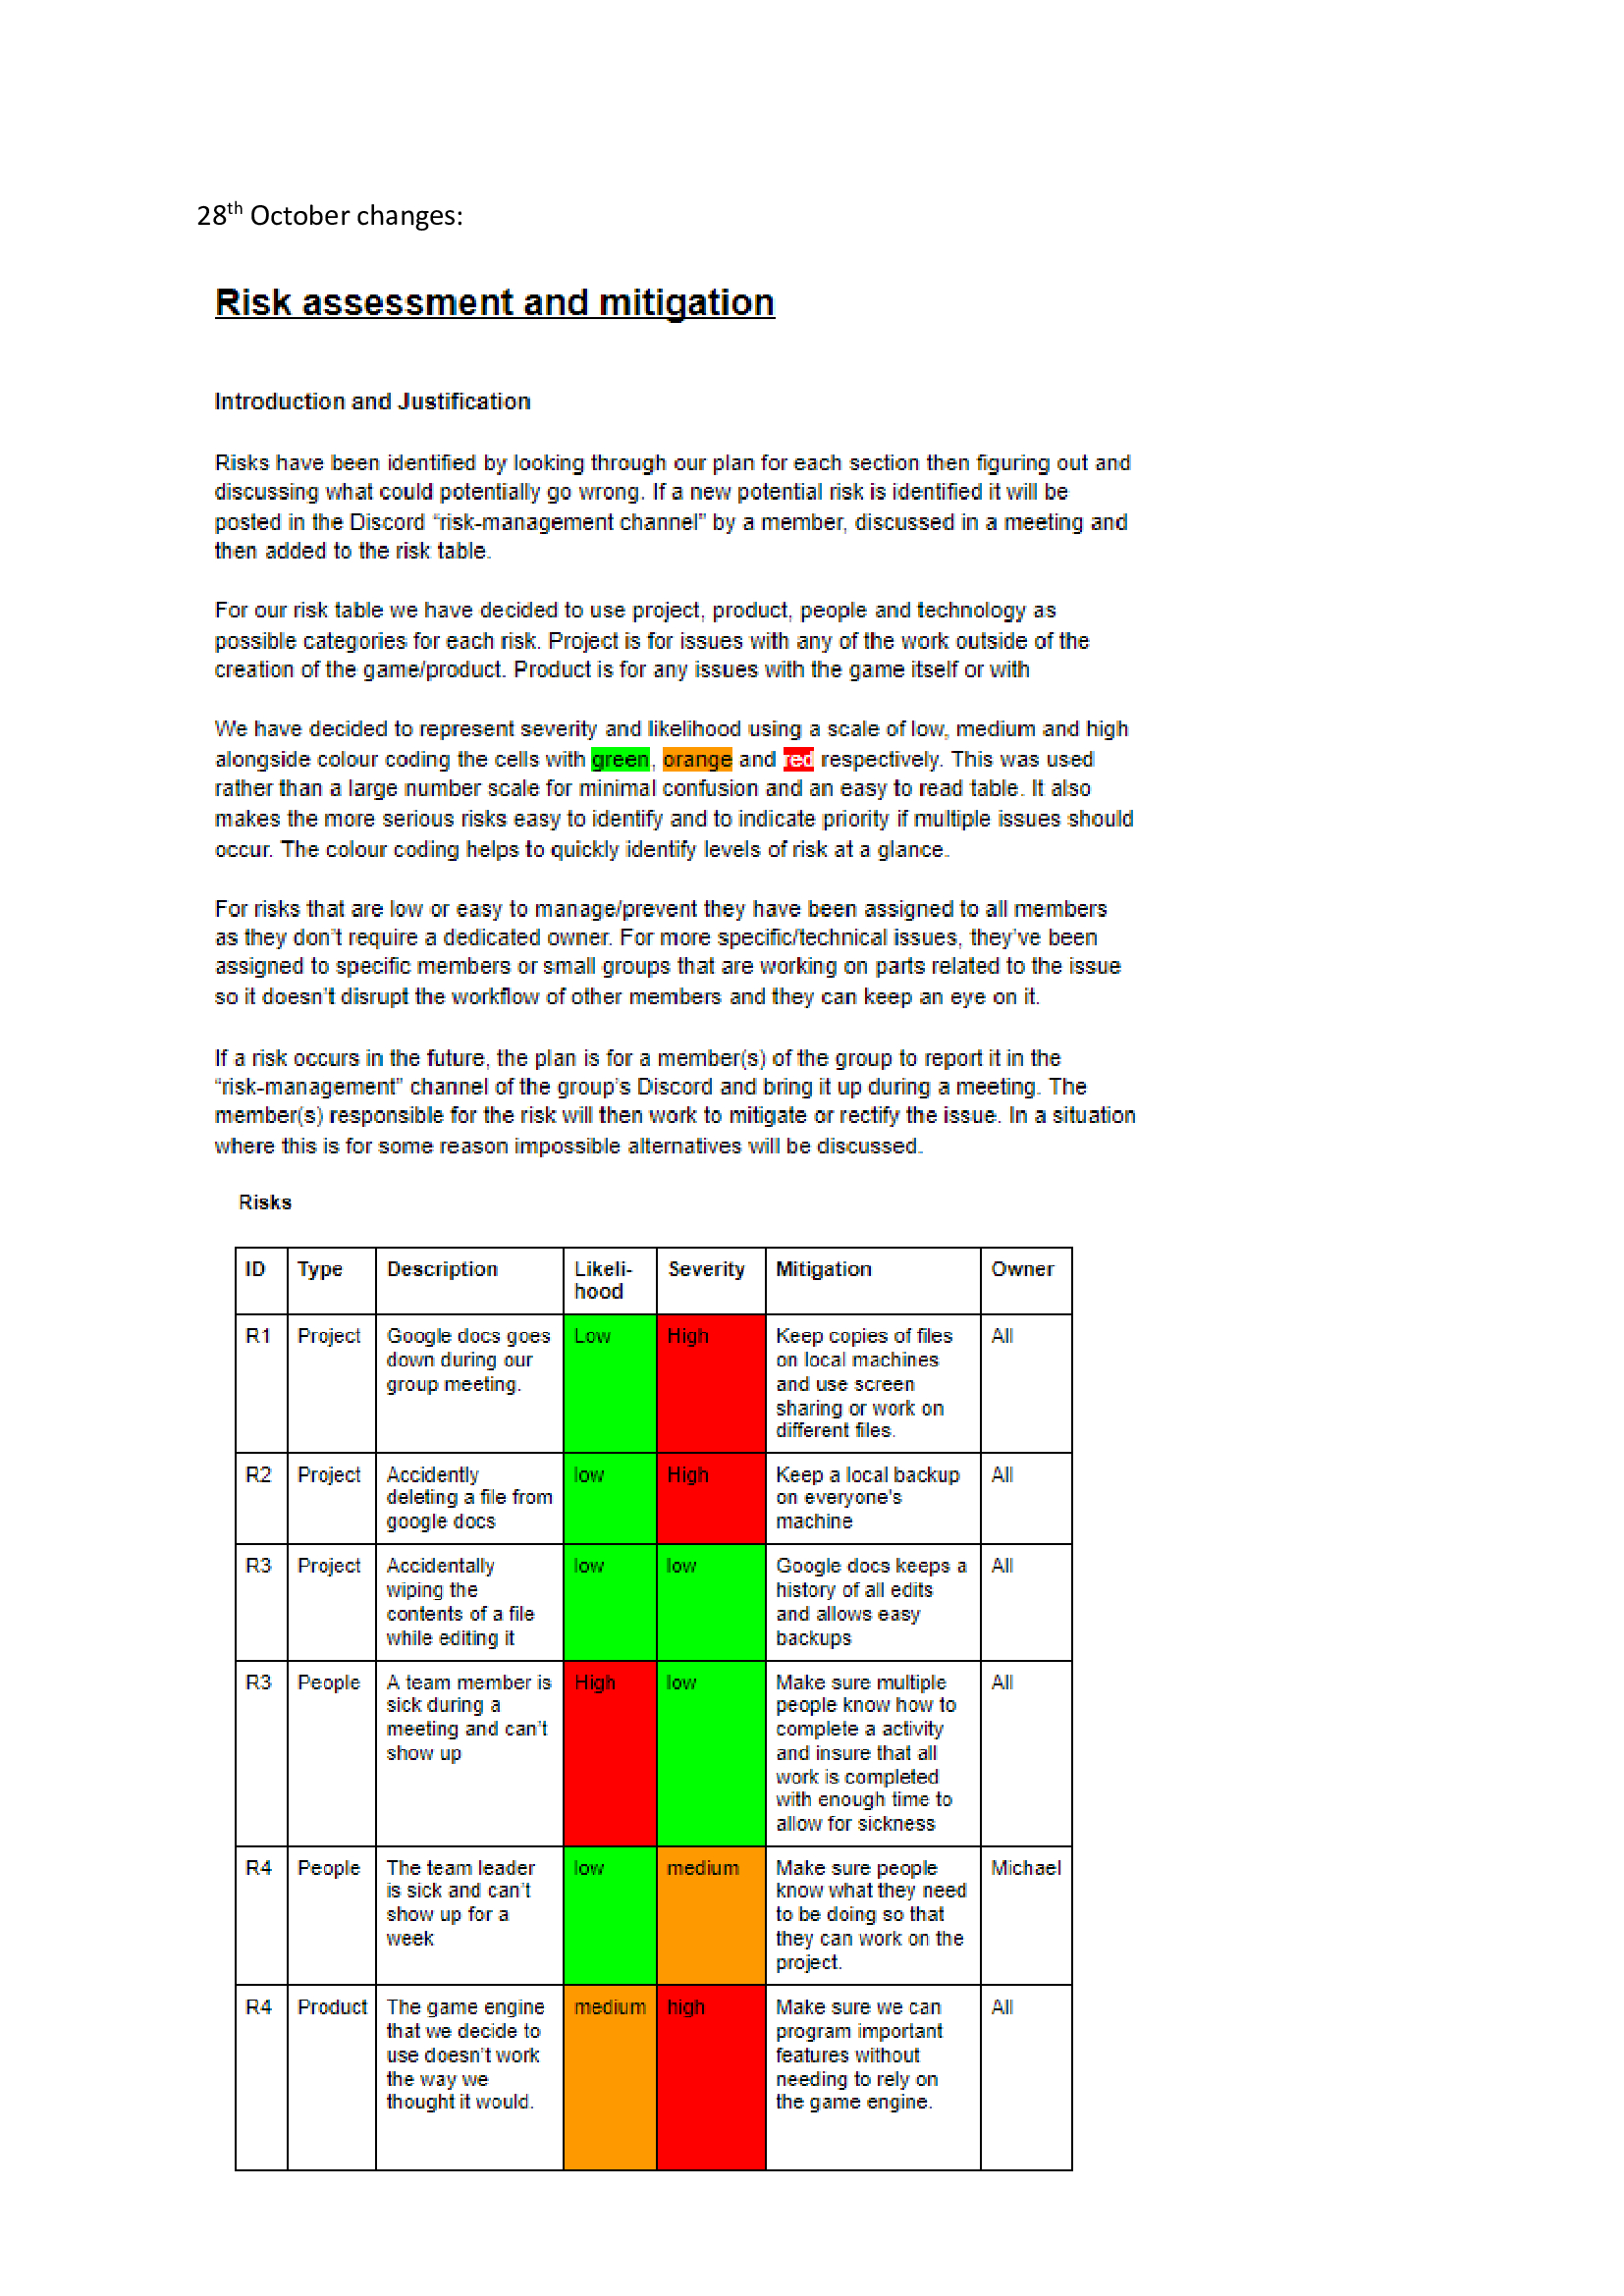 28th October changes:
Risk assessment and mitigation
Introduction and Justification
Risks have been identified by looking through our plan for each section then figuring out and
discussing what could potentially go wrong. If a new potential risk is identified it will be
posted in the Discord “risk-management channel” by a member, discussed in a meeting and
then added to the risk table.
For our risk table we have decided to use project, product, people and technology as
possible categories for each risk. Project is for issues with any of the work outside of the
creation of the game/product. Product is for any issues with the game itself or with
We have decided to represent severity and likelihood using a scale of low, medium and high
alongside colour coding the cells with green, orange and red respectively. This was used
rather than a large number scale for minimal confusion and an easy to read table. It also
makes the more serious risks easy to identify and to indicate priority if multiple issues should
occur. The colour coding helps to quickly identify levels of risk at a glance.
For risks that are low or easy to manage/prevent they have been assigned to all members
as they don’t require a dedicated owner. For more specific/technical issues, they’ve been
assigned to specific members or small groups that are working on parts related to the issue
so it doesn’t disrupt the workflow of other members and they can keep an eye on it.
If a risk occurs in the future, the plan is for a member(s) of the group to report it in the
“risk-management” channel of the group’s Discord and bring it up during a meeting. The
member(s) responsible for the risk will then work to mitigate or rectify the issue. In a situation
where this is for some reason impossible alternatives will be discussed.
Risks
ID Type Description Likeli- Severity Mitigation Owner
hood
R1 Project Google docs goes Low High Keep copies of files All
down during our on local machines
group meeting. and use screen
sharing or work on
different files.
R2 Project Accidently low High Keep a local backup All
deleting a file from on everyone's
google docs machine
R3 Project Accidentally low low Google docs keeps a All
wiping the history of all edits
contents of a file and allows easy
while editing it backups
R3 People A team member is High low Make sure multiple All
sick during a people know how to
meeting and can’t complete a activity
show up and insure that all
work is completed
with enough time to
allow for sickness
R4 People The team leader low medium Make sure people Michael
is sick and can’t know what they need
show up for a to be doing so that
week they can work on the
project.
R4 Product The game engine medium high Make sure we can All
that we decide to program important
use doesn’t work features without
the way we needing to rely on
thought it would. the game engine.